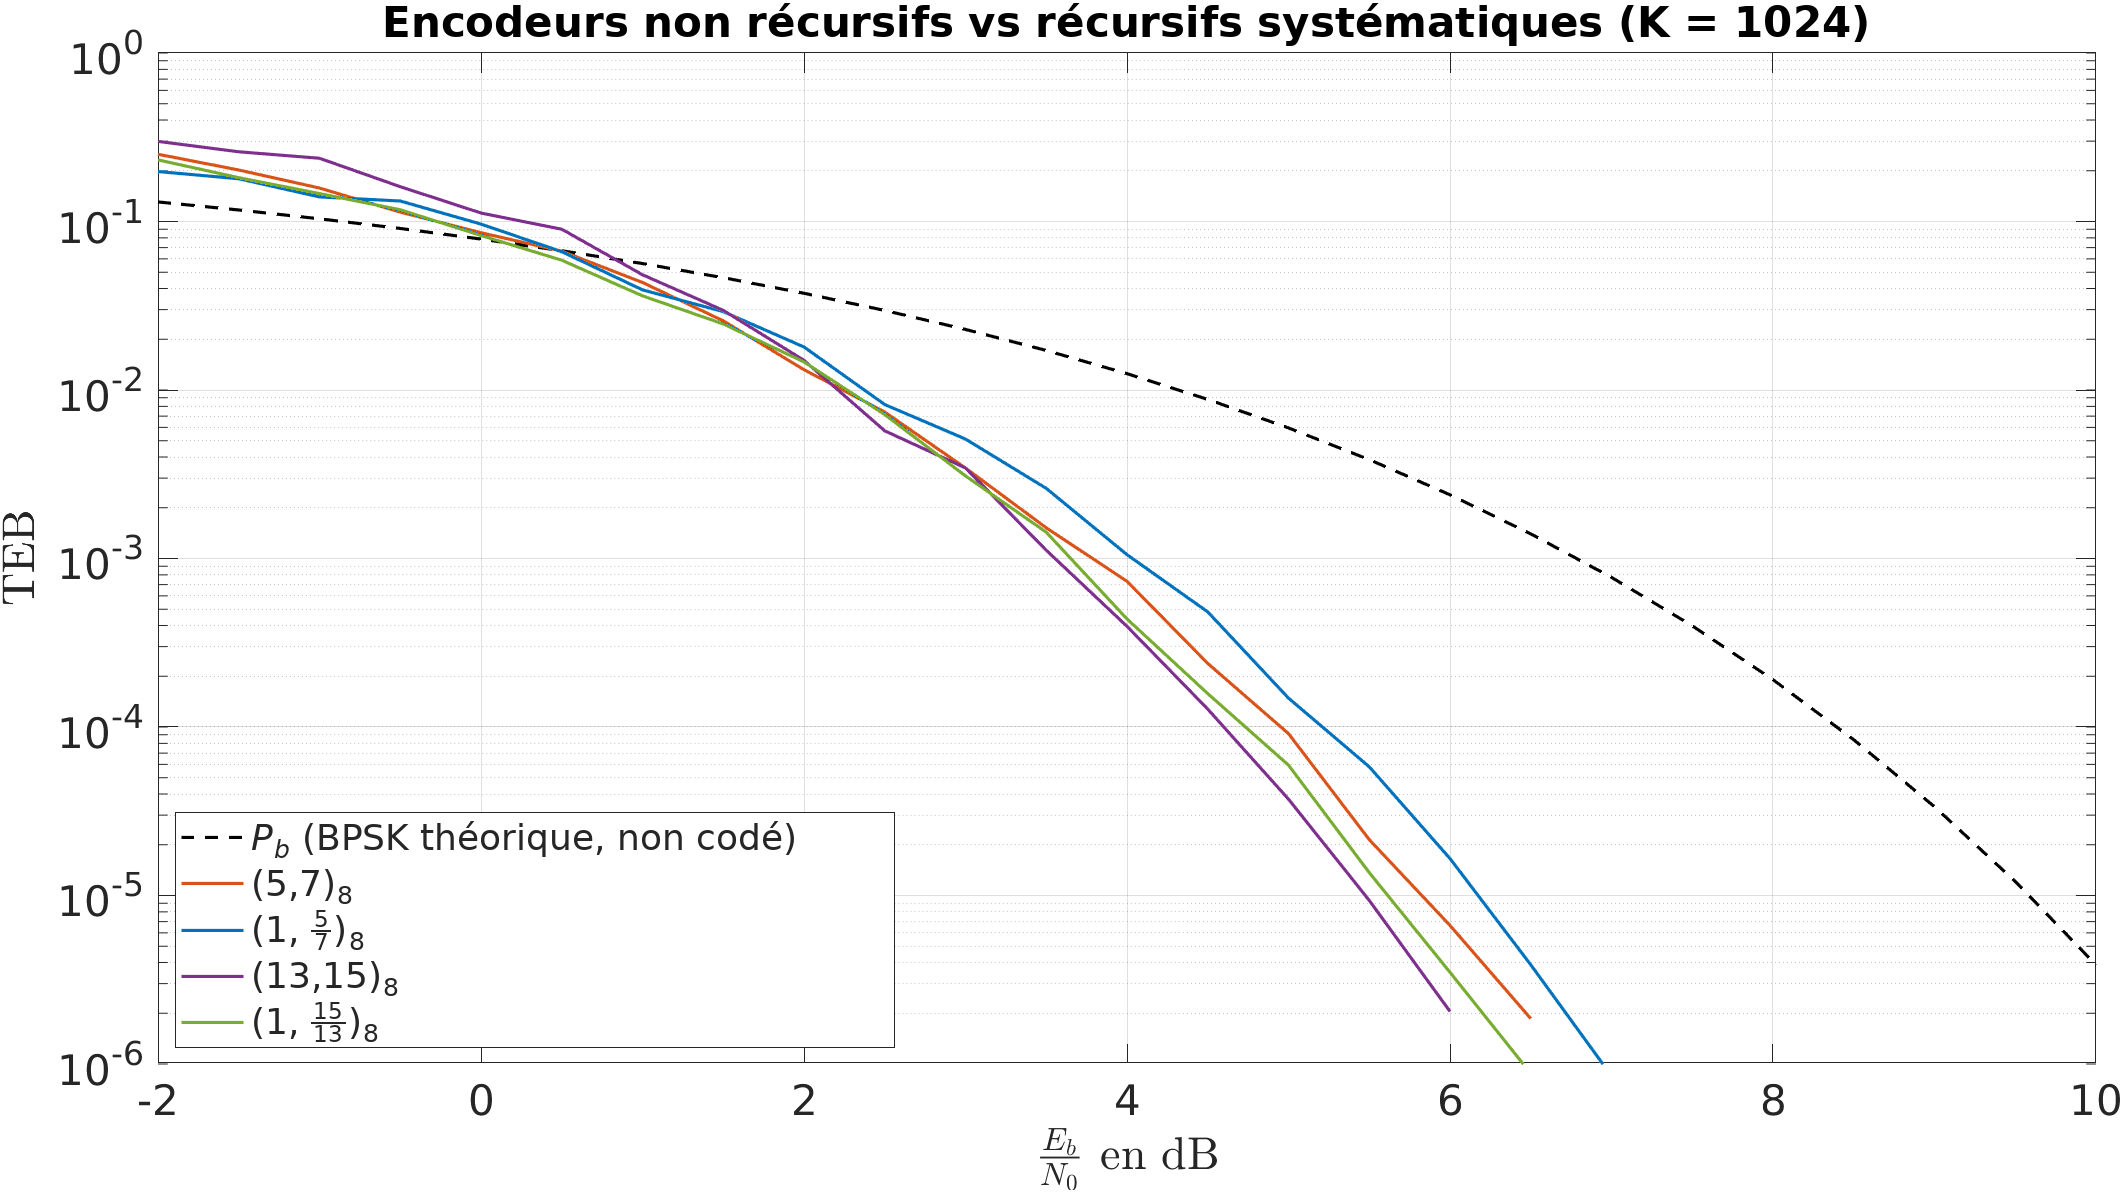 Encodeurs non récursifs vs récursifs systématiques (K = 1024)
10^0
10^-1
10^-2
10^-3
10^-4
10^-5
10^-6
TEB
P_b (BPSK théorique, non codé)
(5,7)_8
(1, 5/7)_8
(13,15)_8
(1, 15/13)_8
-2 0 2 4 6 8 10
E_b/N_0 en dB